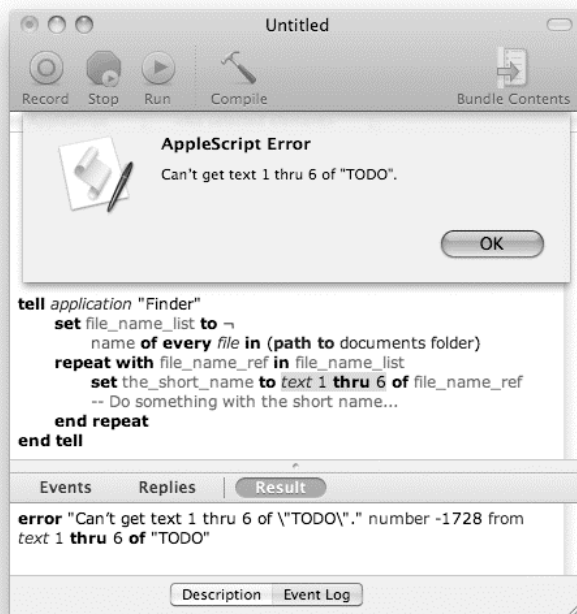 Untitled
Record Stop Run Compile Bundle Contents
AppleScript Error
Can't get text 1 thru 6 of "TODO".
OK
tell application "Finder"
set file_name_list to ¬
name of every file in (path to documents folder)
repeat with file_name_ref in file_name_list
set the_short_name to text 1 thru 6 of file_name_ref
-- Do something with the short name...
end repeat
end tell
Events Replies Result
error "Can't get text 1 thru 6 of \"TODO\"." number -1728 from
text 1 thru 6 of "TODO"
Description Event Log